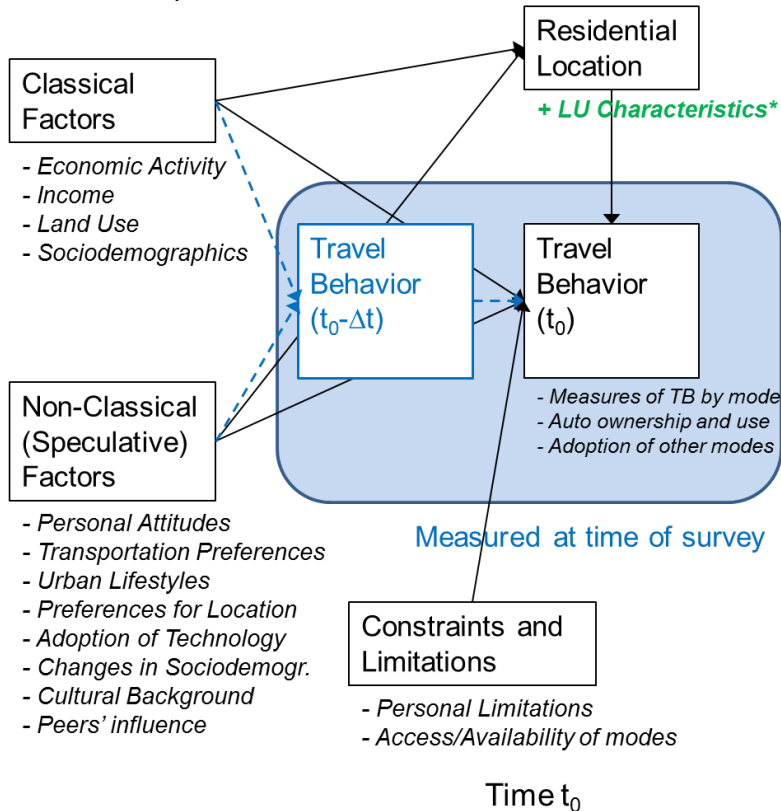 Residential
Location
+ LU Characteristics*
Classical
Factors
- Economic Activity
- Income
- Land Use
- Sociodemographics
Travel
Behavior
(t₀-Δt)
Travel
Behavior
(t₀)
- Measures of TB by mode
- Auto ownership and use
- Adoption of other modes
Non-Classical
(Speculative)
Factors
- Personal Attitudes
- Transportation Preferences
- Urban Lifestyles
- Preferences for Location
- Adoption of Technology
- Changes in Sociodemogr.
- Cultural Background
- Peers’ influence
Measured at time of survey
Constraints and
Limitations
- Personal Limitations
- Access/Availability of modes
Time t₀